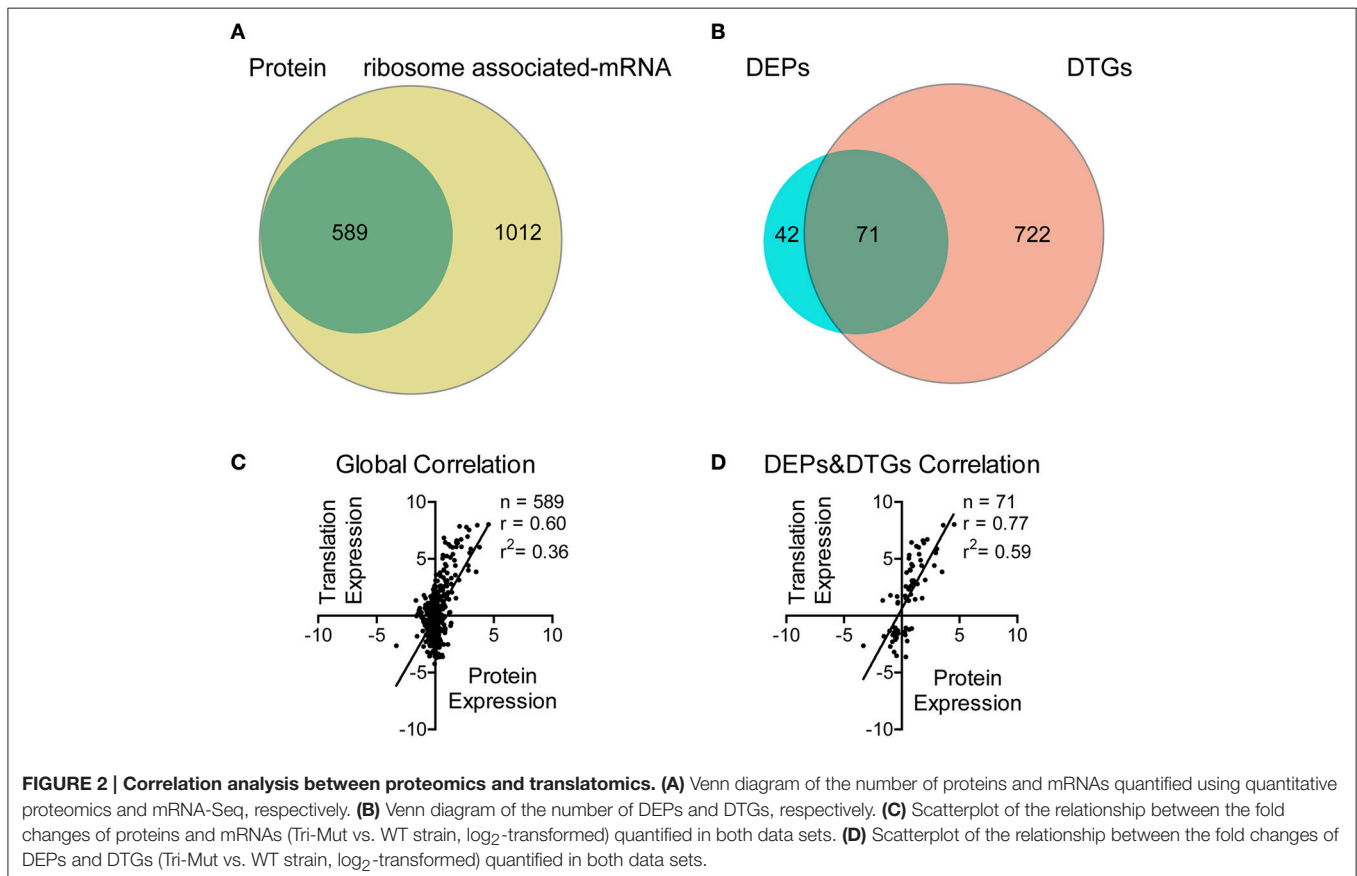 A
Protein ribosome associated-mRNA
589 1012
B
DEPs DTGs
42 71 722
C
Global Correlation
Translation
Expression
10
5
-5
-10
-10 -5 5 10
n = 589
r = 0.60
r²= 0.36
Protein
Expression
D
DEPs&DTGs Correlation
Translation
Expression
10
5
-5
-10
-10 -5 5 10
n = 71
r = 0.77
r²= 0.59
Protein
Expression
FIGURE 2 | Correlation analysis between proteomics and translatomics. (A) Venn diagram of the number of proteins and mRNAs quantified using quantitative
proteomics and mRNA-Seq, respectively. (B) Venn diagram of the number of DEPs and DTGs, respectively. (C) Scatterplot of the relationship between the fold
changes of proteins and mRNAs (Tri-Mut vs. WT strain, log₂-transformed) quantified in both data sets. (D) Scatterplot of the relationship between the fold changes of
DEPs and DTGs (Tri-Mut vs. WT strain, log₂-transformed) quantified in both data sets.